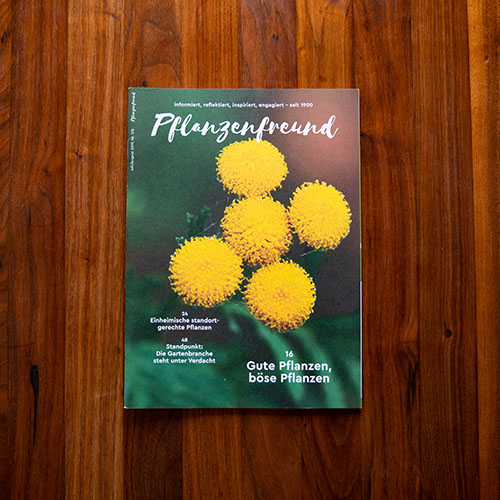 informiert, reflektiert, inspiriert, engagiert – seit 1900
Pflanzenfreund
Pflanzenfreund
24
Einheimische standort-
gerechte Pflanzen
48
Standpunkt:
Die Gartenbranche
steht unter Verdacht
16
Gute Pflanzen,
böse Pflanzen